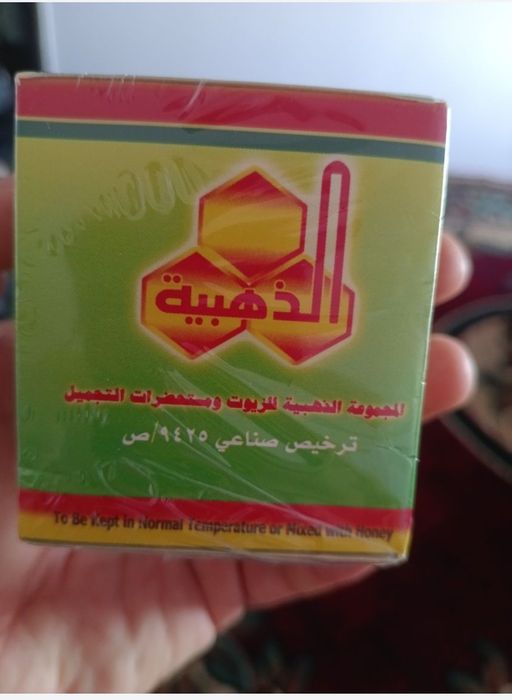 الذهبية
المجموعة الذهبية للزيوت ومستحضرات التجميل
ترخيص صناعي ٩٤٢٥/ص
To Be Kept in Normal Temperature or Mixed with Honey